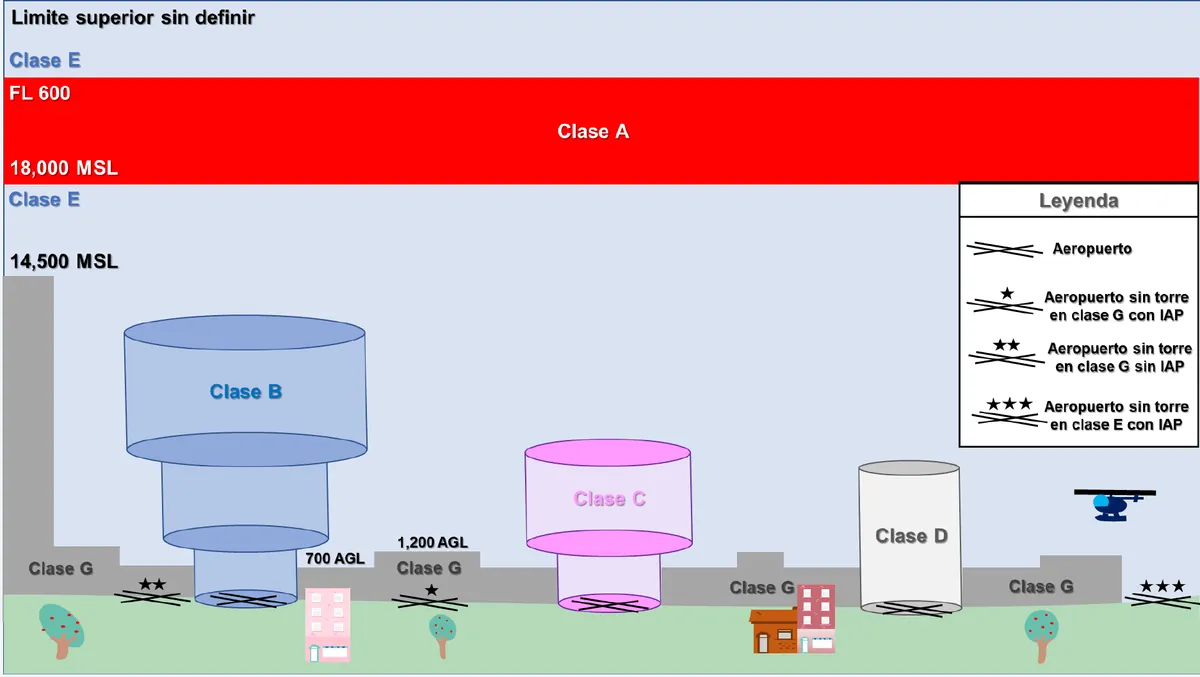 Limite superior sin definir
Clase E
FL 600
Clase A
18,000 MSL
Clase E
14,500 MSL
Leyenda
Aeropuerto
Aeropuerto sin torre
en clase G con IAP
Aeropuerto sin torre
en clase G sin IAP
Aeropuerto sin torre
en clase E con IAP
Clase B
Clase C
Clase D
1,200 AGL
700 AGL
Clase G
Clase G
Clase G
Clase G